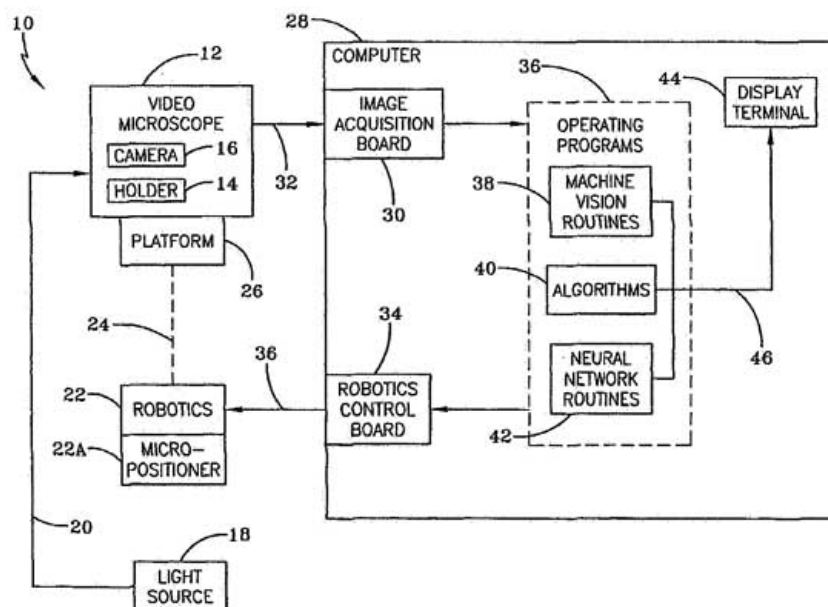 10
12
VIDEO
MICROSCOPE
CAMERA
16
HOLDER
14
PLATFORM
26
24
22
ROBOTICS
22A
MICRO-
POSITIONER
20
18
LIGHT
SOURCE
32
28
COMPUTER
IMAGE
ACQUISITION
BOARD
30
34
ROBOTICS
CONTROL
BOARD
36
36
OPERATING
PROGRAMS
38
MACHINE
VISION
ROUTINES
40
ALGORITHMS
NEURAL
NETWORK
ROUTINES
42
44
DISPLAY
TERMINAL
46